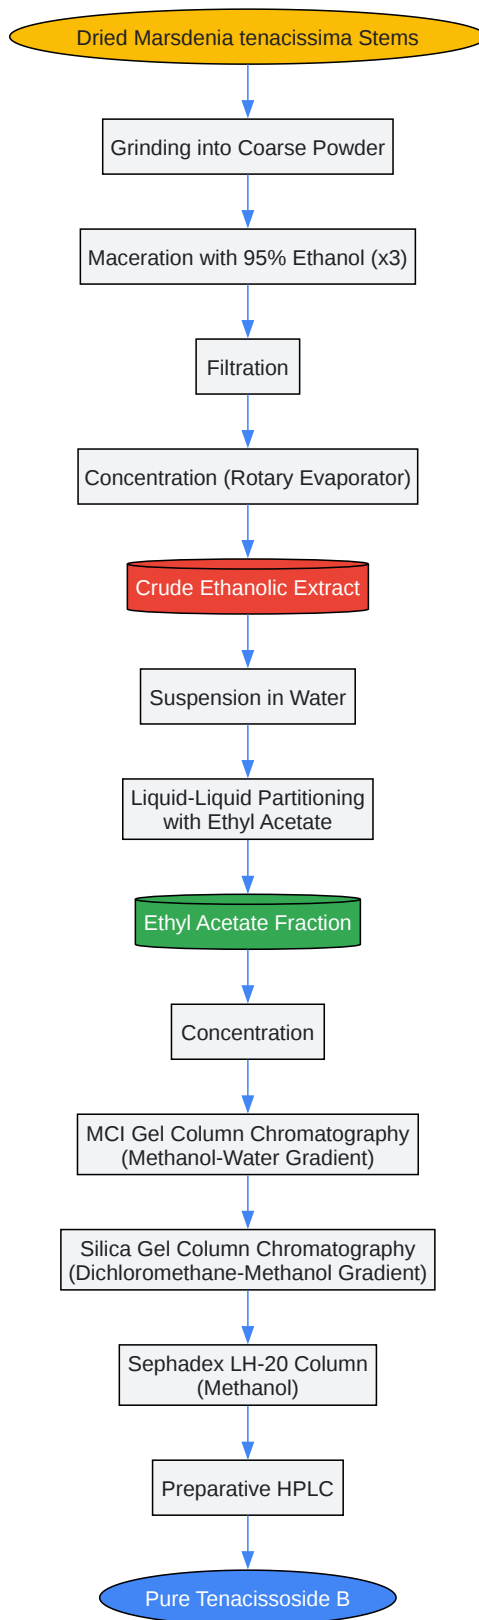 Dried Marsdenia tenacissima Stems
Grinding into Coarse Powder
Maceration with 95% Ethanol (x3)
Filtration
Concentration (Rotary Evaporator)
Crude Ethanolic Extract
Suspension in Water
Liquid-Liquid Partitioning
with Ethyl Acetate
Ethyl Acetate Fraction
Concentration
MCI Gel Column Chromatography
(Methanol-Water Gradient)
Silica Gel Column Chromatography
(Dichloromethane-Methanol Gradient)
Sephadex LH-20 Column
(Methanol)
Preparative HPLC
Pure Tenacissoside B